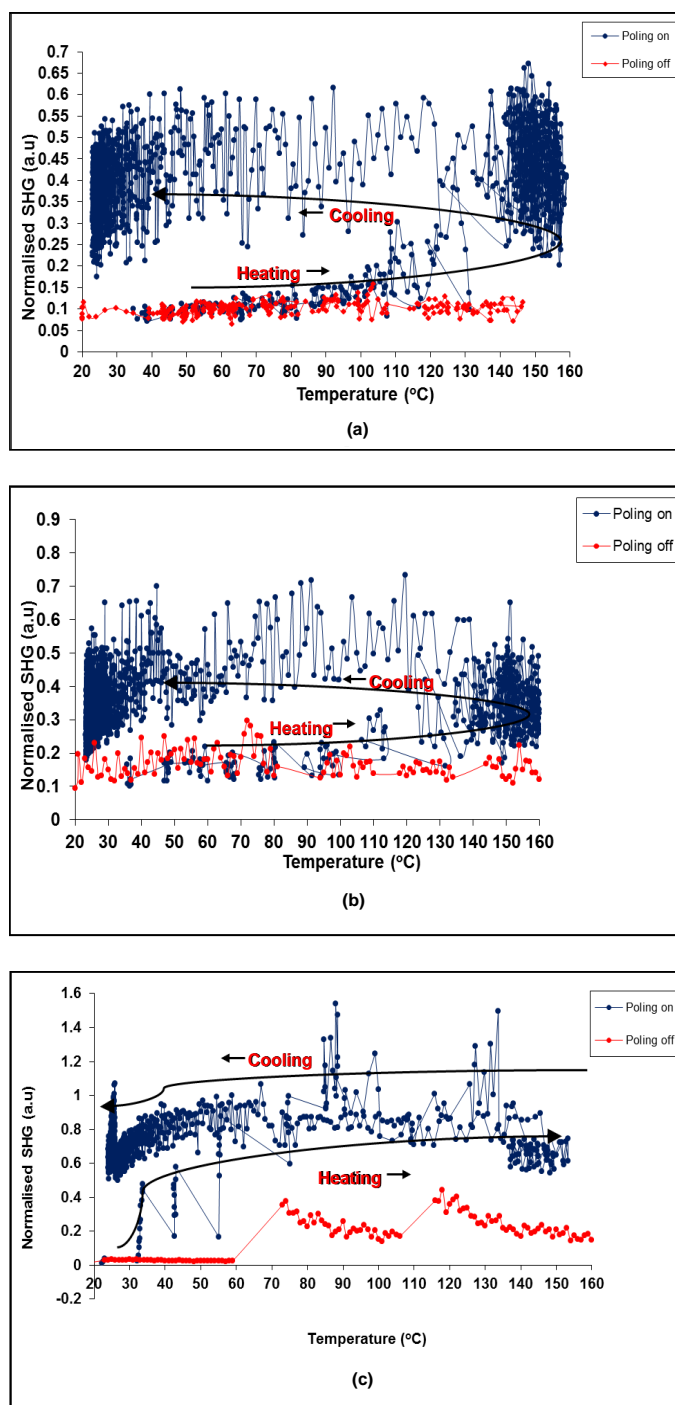 Poling on
Poling off
0.7
0.65
0.6
0.55
0.5
0.45
0.4
0.35
0.3
0.25
0.2
0.15
0.1
0.05
0
Normalised SHG (a.u)
Cooling
Heating
20 30 40 50 60 70 80 90 100 110 120 130 140 150 160
Temperature (oC)
(a)
Poling on
Poling off
0.9
0.8
0.7
0.6
0.5
0.4
0.3
0.2
0.1
0
Normalised SHG (a.u)
Cooling
Heating
20 30 40 50 60 70 80 90 100 110 120 130 140 150 160
Temperature (oC)
(b)
Poling on
Poling off
1.6
1.4
1.2
1
0.8
0.6
0.4
0.2
0
-0.2
Normalised SHG (a.u)
Cooling
Heating
20 30 40 50 60 70 80 90 100 110 120 130 140 150 160
Temperature (oC)
(c)